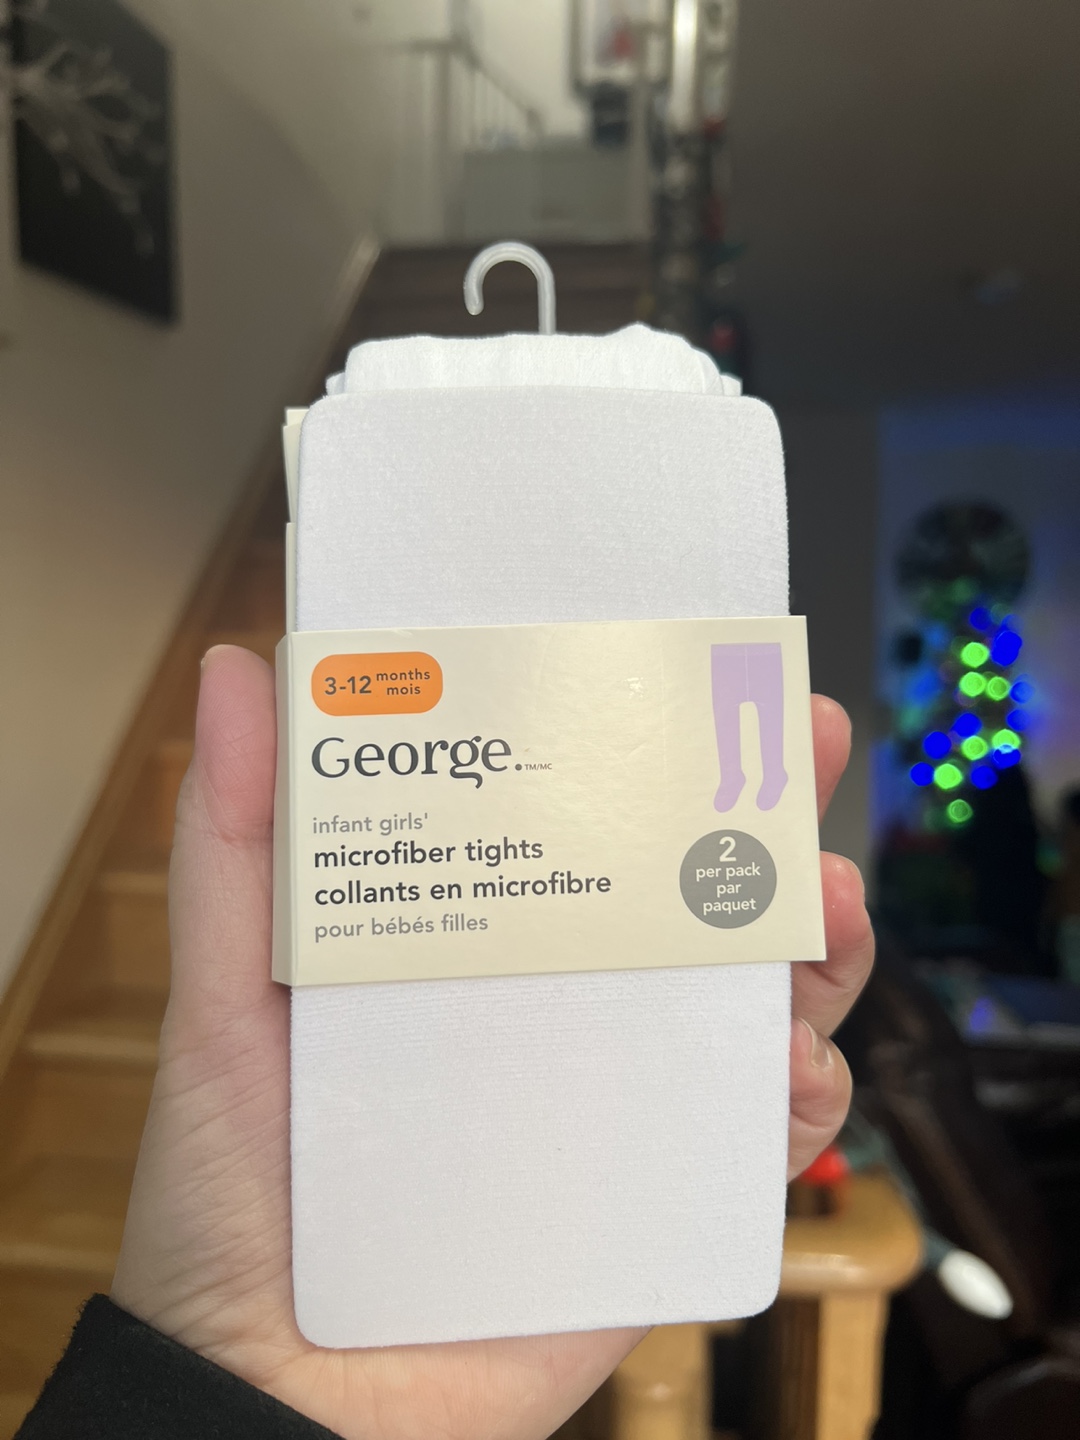 3-12 months
mois
George.TM/MC
infant girls'
microfiber tights
collants en microfibre
pour bébés filles
2
per pack
par
paquet